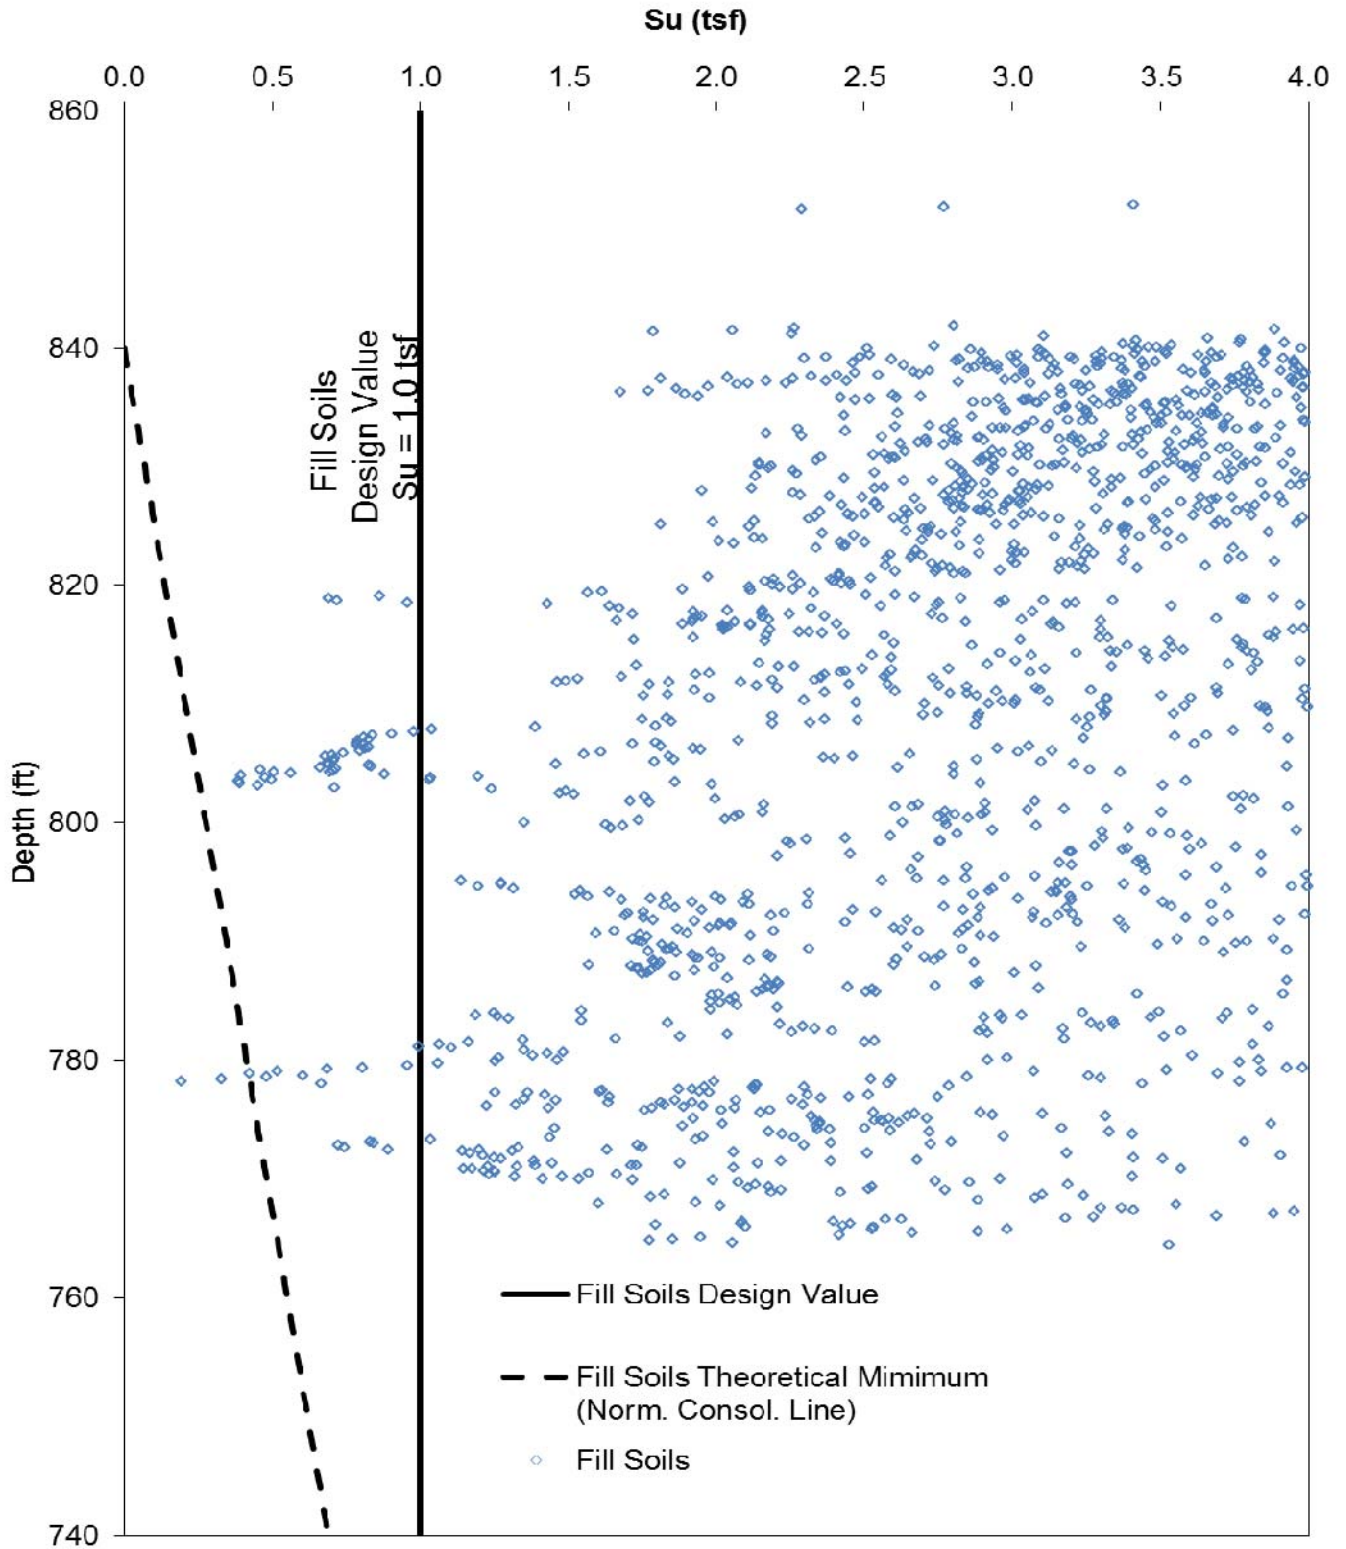 Su (tsf)
0.0 0.5 1.0 1.5 2.0 2.5 3.0 3.5 4.0
860
840
820
800
780
760
740
Depth (ft)
Fill Soils
Design Value
Su = 1.0 tsf
Fill Soils Design Value
Fill Soils Theoretical Mimimum
(Norm. Consol. Line)
Fill Soils